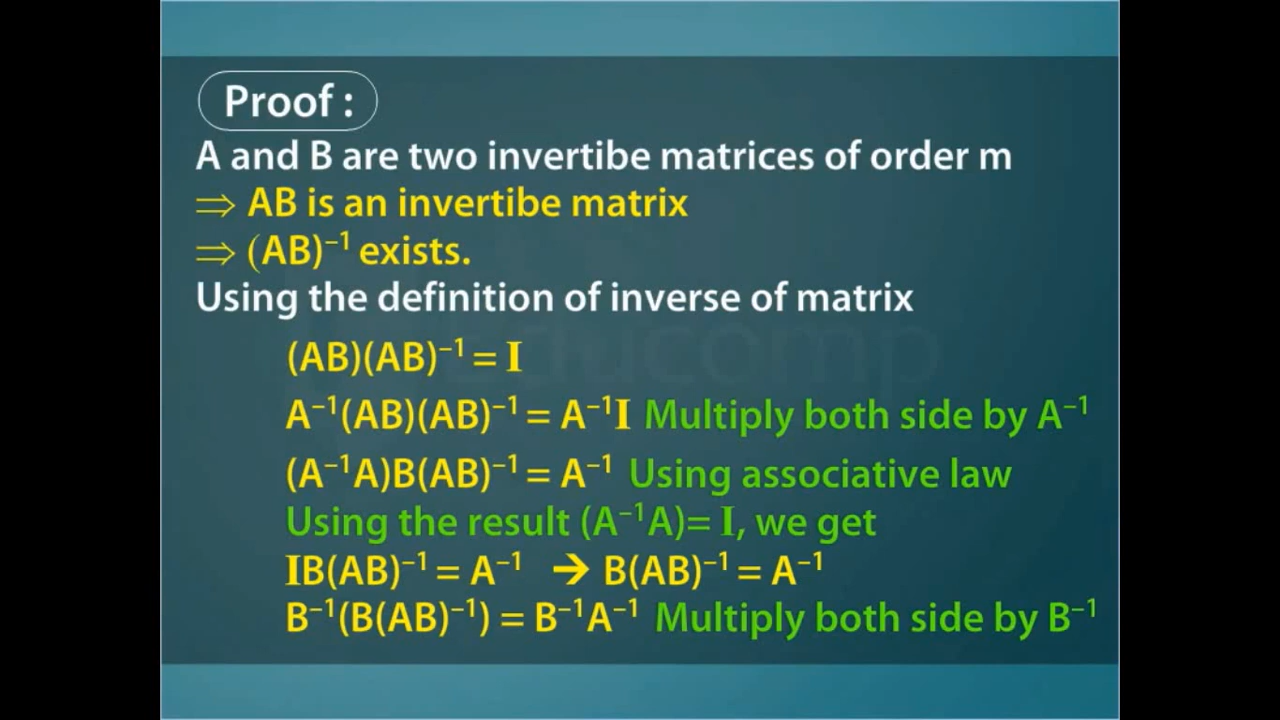 Proof :
A and B are two invertibe matrices of order m
⇒ AB is an invertibe matrix
⇒ (AB)⁻¹ exists.
Using the definition of inverse of matrix
(AB)(AB)⁻¹ = I
A⁻¹(AB)(AB)⁻¹ = A⁻¹I Multiply both side by A⁻¹
(A⁻¹A)B(AB)⁻¹ = A⁻¹ Using associative law
Using the result (A⁻¹A)= I, we get
IB(AB)⁻¹ = A⁻¹ ➔ B(AB)⁻¹ = A⁻¹
B⁻¹(B(AB)⁻¹) = B⁻¹A⁻¹ Multiply both side by B⁻¹
Educomp